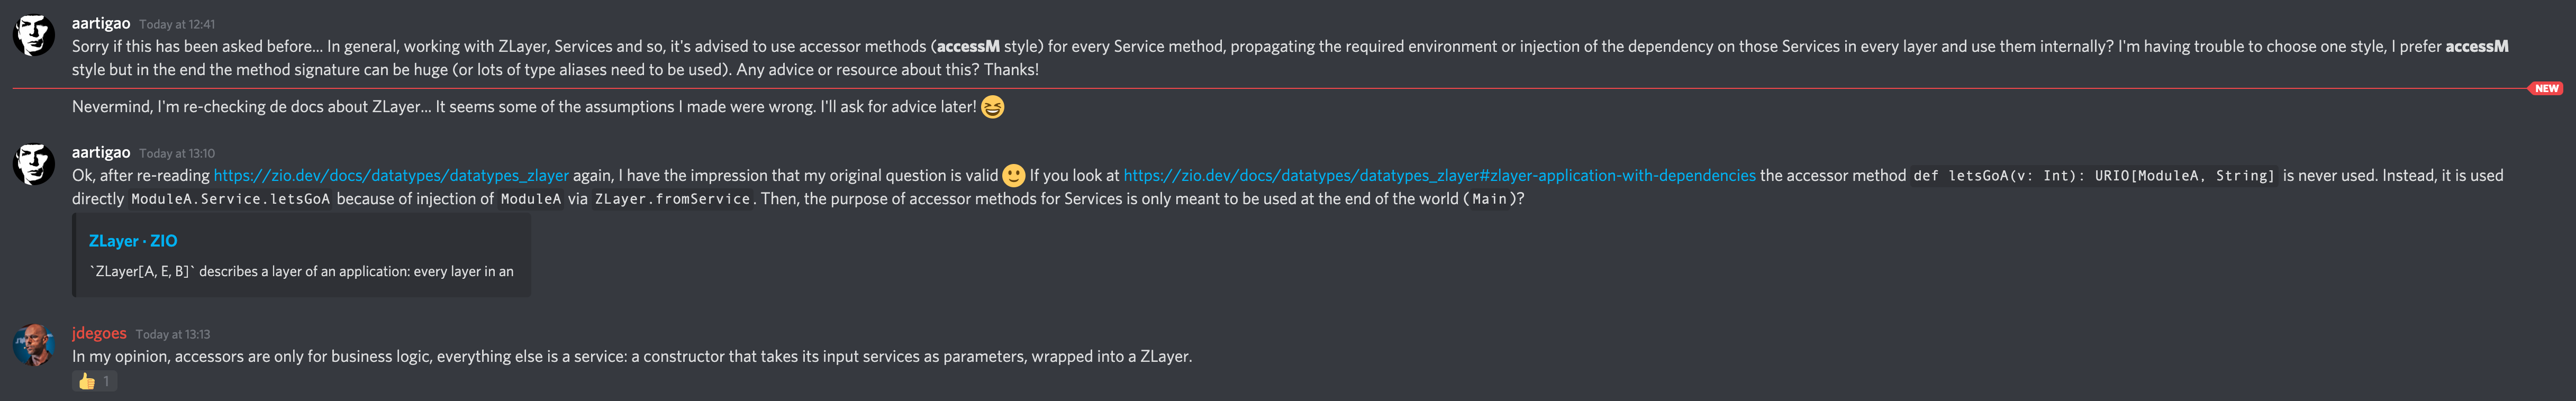 aartigao Today at 12:41
Sorry if this has been asked before... In general, working with ZLayer, Services and so, it's advised to use accessor methods (accessM style) for every Service method, propagating the required environment or injection of the dependency on those Services in every layer and use them internally? I'm having trouble to choose one style, I prefer accessM
style but in the end the method signature can be huge (or lots of type aliases need to be used). Any advice or resource about this? Thanks!
NEW
Nevermind, I'm re-checking de docs about ZLayer... It seems some of the assumptions I made were wrong. I'll ask for advice later! 😆
aartigao Today at 13:10
Ok, after re-reading https://zio.dev/docs/datatypes/datatypes_zlayer again, I have the impression that my original question is valid 🙂 If you look at https://zio.dev/docs/datatypes/datatypes_zlayer#zlayer-application-with-dependencies the accessor method def letsGoA(v: Int): URIO[ModuleA, String] is never used. Instead, it is used
directly ModuleA.Service.letsGoA because of injection of ModuleA via ZLayer.fromService. Then, the purpose of accessor methods for Services is only meant to be used at the end of the world (Main)?
ZLayer · ZIO
`ZLayer[A, E, B]` describes a layer of an application: every layer in an
jdegoes Today at 13:13
In my opinion, accessors are only for business logic, everything else is a service: a constructor that takes its input services as parameters, wrapped into a ZLayer.
👍 1